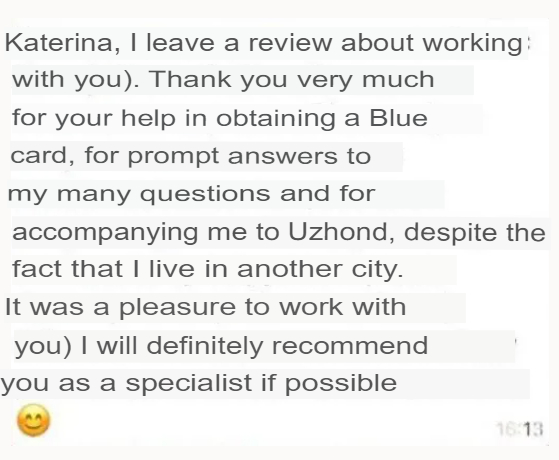 Katerina, I leave a review about working
with you). Thank you very much
for your help in obtaining a Blue
card, for prompt answers to
my many questions and for
accompanying me to Uzhond, despite the
fact that I live in another city.
It was a pleasure to work with
you) I will definitely recommend
you as a specialist if possible
😊
16:13